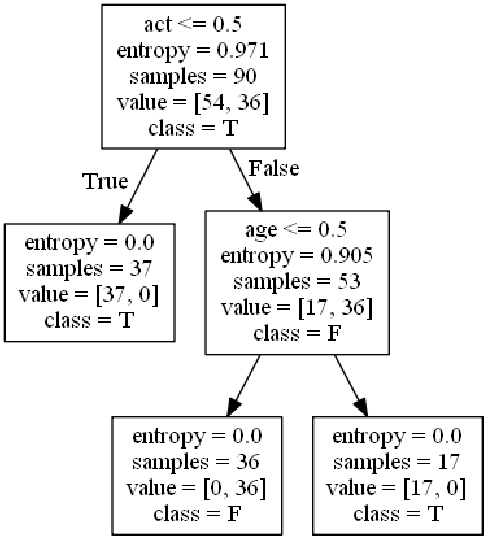 act <= 0.5
entropy = 0.971
samples = 90
value = [54, 36]
class = T
True
False
entropy = 0.0
samples = 37
value = [37, 0]
class = T
age <= 0.5
entropy = 0.905
samples = 53
value = [17, 36]
class = F
entropy = 0.0
samples = 36
value = [0, 36]
class = F
entropy = 0.0
samples = 17
value = [17, 0]
class = T